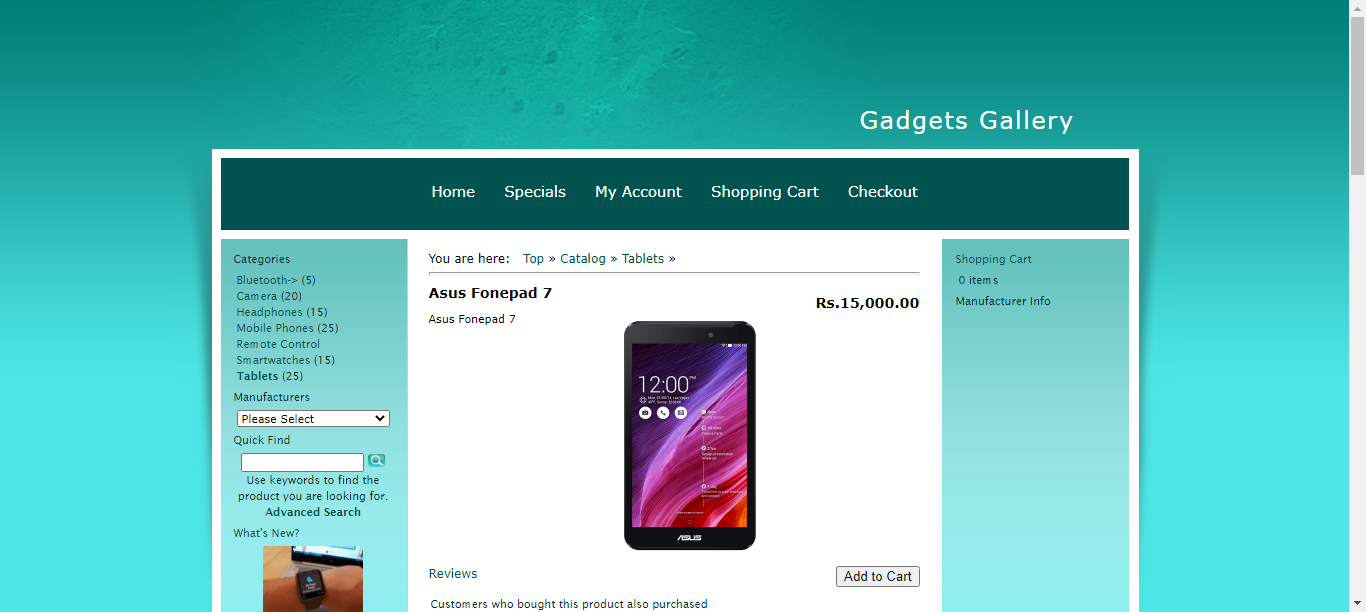 Gadgets Gallery
Home Specials My Account Shopping Cart Checkout
Categories
Bluetooth-> (5)
Camera (20)
Headphones (15)
Mobile Phones (25)
Remote Control
Smartwatches (15)
Tablets (25)
Manufacturers
Please Select
Quick Find
Use keywords to find the
product you are looking for.
Advanced Search
What's New?
You are here: Top » Catalog » Tablets »
Asus Fonepad 7
Rs.15,000.00
Asus Fonepad 7
12:00 PM
ASUS
Reviews
Add to Cart
Customers who bought this product also purchased
Shopping Cart
0 items
Manufacturer Info